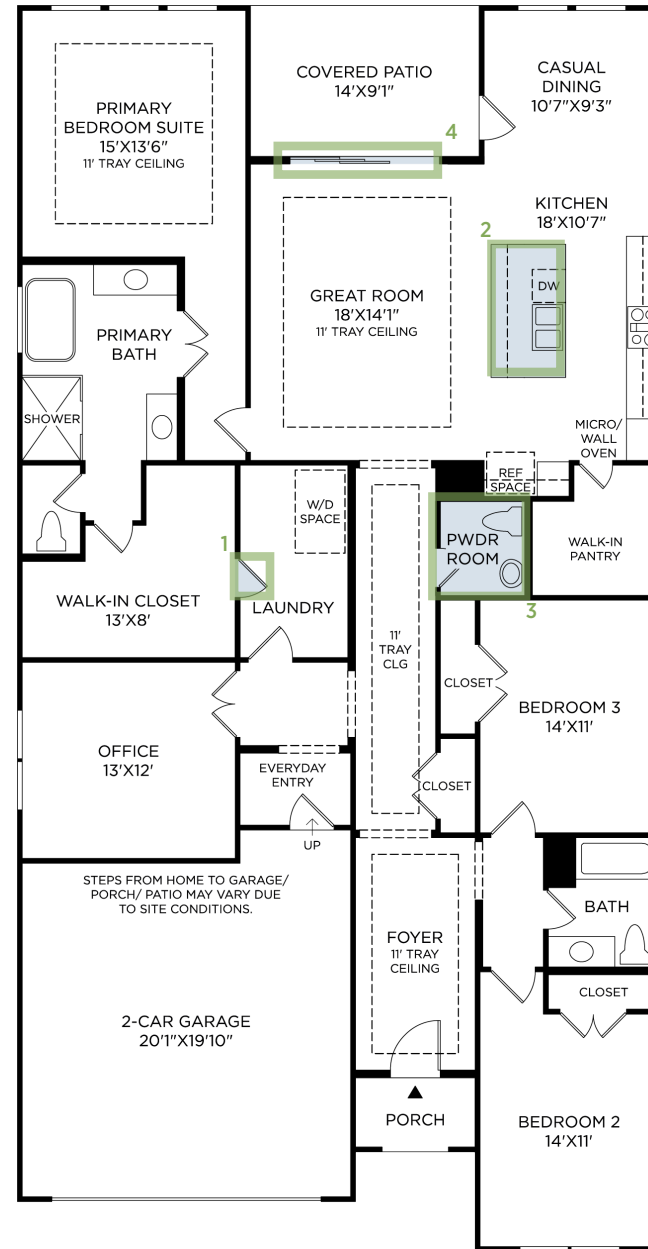 COVERED PATIO
14'X9'1"
CASUAL
DINING
10'7"X9'3"
PRIMARY
BEDROOM SUITE
15'X13'6"
11' TRAY CEILING
4
KITCHEN
18'X10'7"
2
DW
GREAT ROOM
18'X14'1"
11' TRAY CEILING
PRIMARY
BATH
SHOWER
MICRO/
WALL
OVEN
REF
SPACE
W/D
SPACE
PWDR
ROOM
WALK-IN
PANTRY
1
WALK-IN CLOSET
13'X8'
LAUNDRY
3
11'
TRAY
CLG
CLOSET
BEDROOM 3
14'X11'
OFFICE
13'X12'
EVERYDAY
ENTRY
CLOSET
UP
STEPS FROM HOME TO GARAGE/
PORCH/ PATIO MAY VARY DUE
TO SITE CONDITIONS.
BATH
FOYER
11' TRAY
CEILING
CLOSET
2-CAR GARAGE
20'1"X19'10"
PORCH
BEDROOM 2
14'X11'